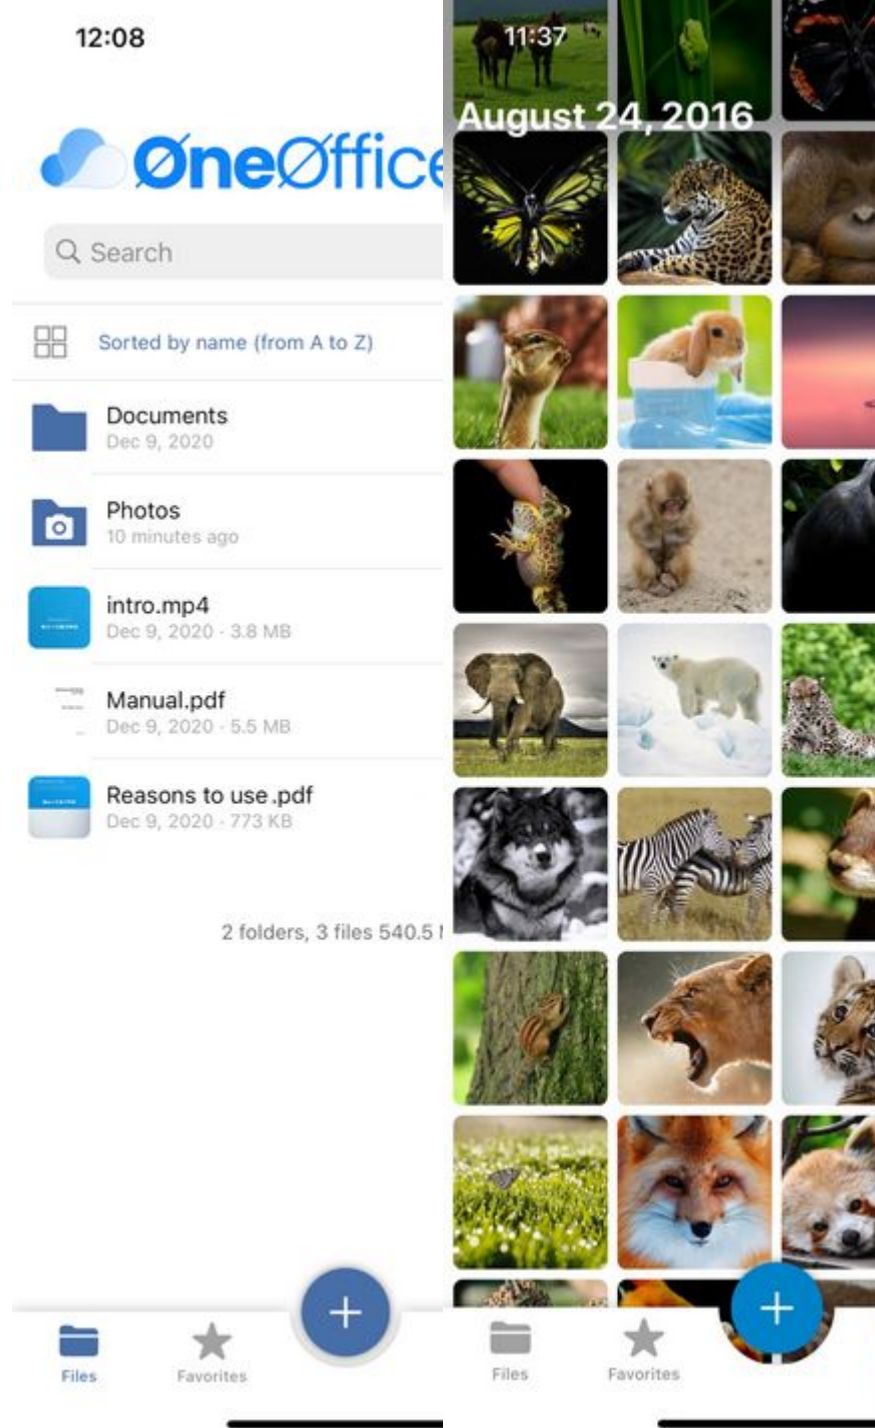 12:08
ØneØffice
Search
Sorted by name (from A to Z)
Documents
Dec 9, 2020
Photos
10 minutes ago
intro.mp4
Dec 9, 2020 · 3.8 MB
Manual.pdf
Dec 9, 2020 · 5.5 MB
Reasons to use .pdf
Dec 9, 2020 · 773 KB
2 folders, 3 files 540.5
Files
Favorites
11:37
August 24, 2016
Files
Favorites